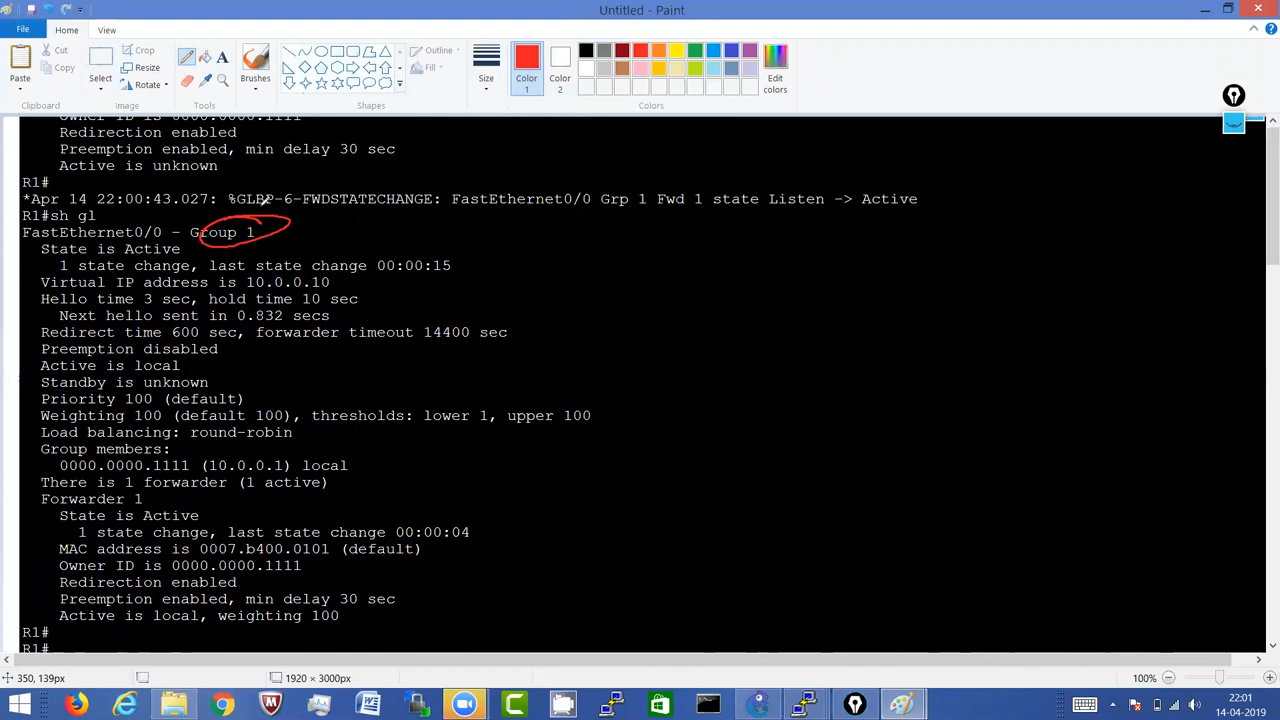 Untitled - Paint
File
Home
View
Paste
Cut
Copy
Clipboard
Select
Crop
Resize
Rotate
Image
A
Tools
Brushes
Outline
Fill
Shapes
Size
Color 1
Color 2
Edit colors
Colors
Owner ID is 0000.0000.1111
Redirection enabled
Preemption enabled, min delay 30 sec
Active is unknown
R1#
*Apr 14 22:00:43.027: %GLBP-6-FWDSTATECHANGE: FastEthernet0/0 Grp 1 Fwd 1 state Listen -> Active
R1#sh gl
FastEthernet0/0 - Group 1
State is Active
1 state change, last state change 00:00:15
Virtual IP address is 10.0.0.10
Hello time 3 sec, hold time 10 sec
Next hello sent in 0.832 secs
Redirect time 600 sec, forwarder timeout 14400 sec
Preemption disabled
Active is local
Standby is unknown
Priority 100 (default)
Weighting 100 (default 100), thresholds: lower 1, upper 100
Load balancing: round-robin
Group members:
0000.0000.1111 (10.0.0.1) local
There is 1 forwarder (1 active)
Forwarder 1
State is Active
1 state change, last state change 00:00:04
MAC address is 0007.b400.0101 (default)
Owner ID is 0000.0000.1111
Redirection enabled
Preemption enabled, min delay 30 sec
Active is local, weighting 100
R1#
R1#
350, 139px
1920 × 3000px
100%
22:01
14-04-2019